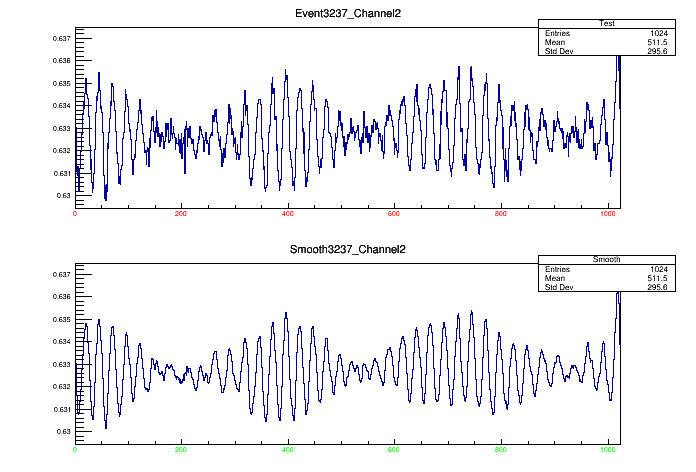 Event3237_Channel2
Test
Entries 1024
Mean 511.5
Std Dev 295.6
0.637
0.636
0.635
0.634
0.633
0.632
0.631
0.63
0 200 400 600 800 1000
Smooth3237_Channel2
Smooth
Entries 1024
Mean 511.5
Std Dev 295.6
0.637
0.636
0.635
0.634
0.633
0.632
0.631
0.63
0 200 400 600 800 1000